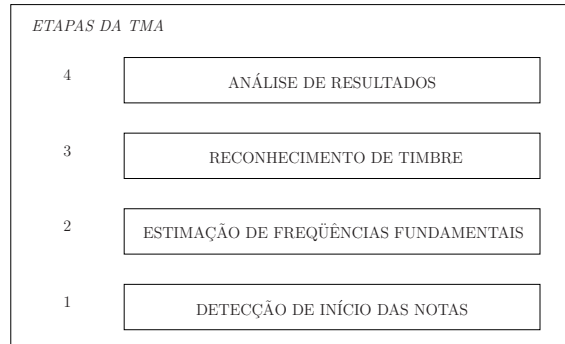 ETAPAS DA TMA
4 ANÁLISE DE RESULTADOS
3 RECONHECIMENTO DE TIMBRE
2 ESTIMAÇÃO DE FREQÜÊNCIAS FUNDAMENTAIS
1 DETECÇÃO DE INÍCIO DAS NOTAS